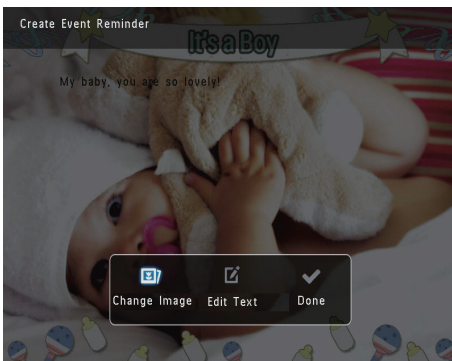 Create Event Reminder
It's a Boy
My baby, you are so lovely!
Change Image
Edit Text
Done